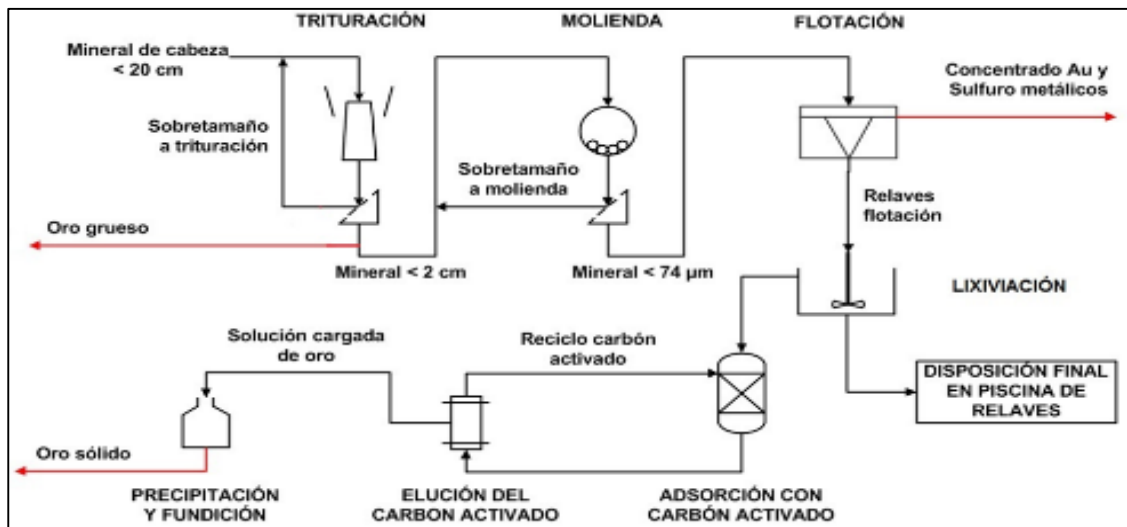 TRITURACIÓN
MOLIENDA
FLOTACIÓN
Mineral de cabeza
< 20 cm
Concentrado Au y
Sulfuro metálicos
Sobretamaño
a trituración
Sobretamaño
a molienda
Relaves
flotación
Oro grueso
Mineral < 2 cm
Mineral < 74 µm
LIXIVIACIÓN
Solución cargada
de oro
Reciclo carbón
activado
DISPOSICIÓN FINAL
EN PISCINA DE
RELAVES
Oro sólido
PRECIPITACIÓN
Y FUNDICIÓN
ELUCIÓN DEL
CARBON ACTIVADO
ADSORCIÓN CON
CARBÓN ACTIVADO